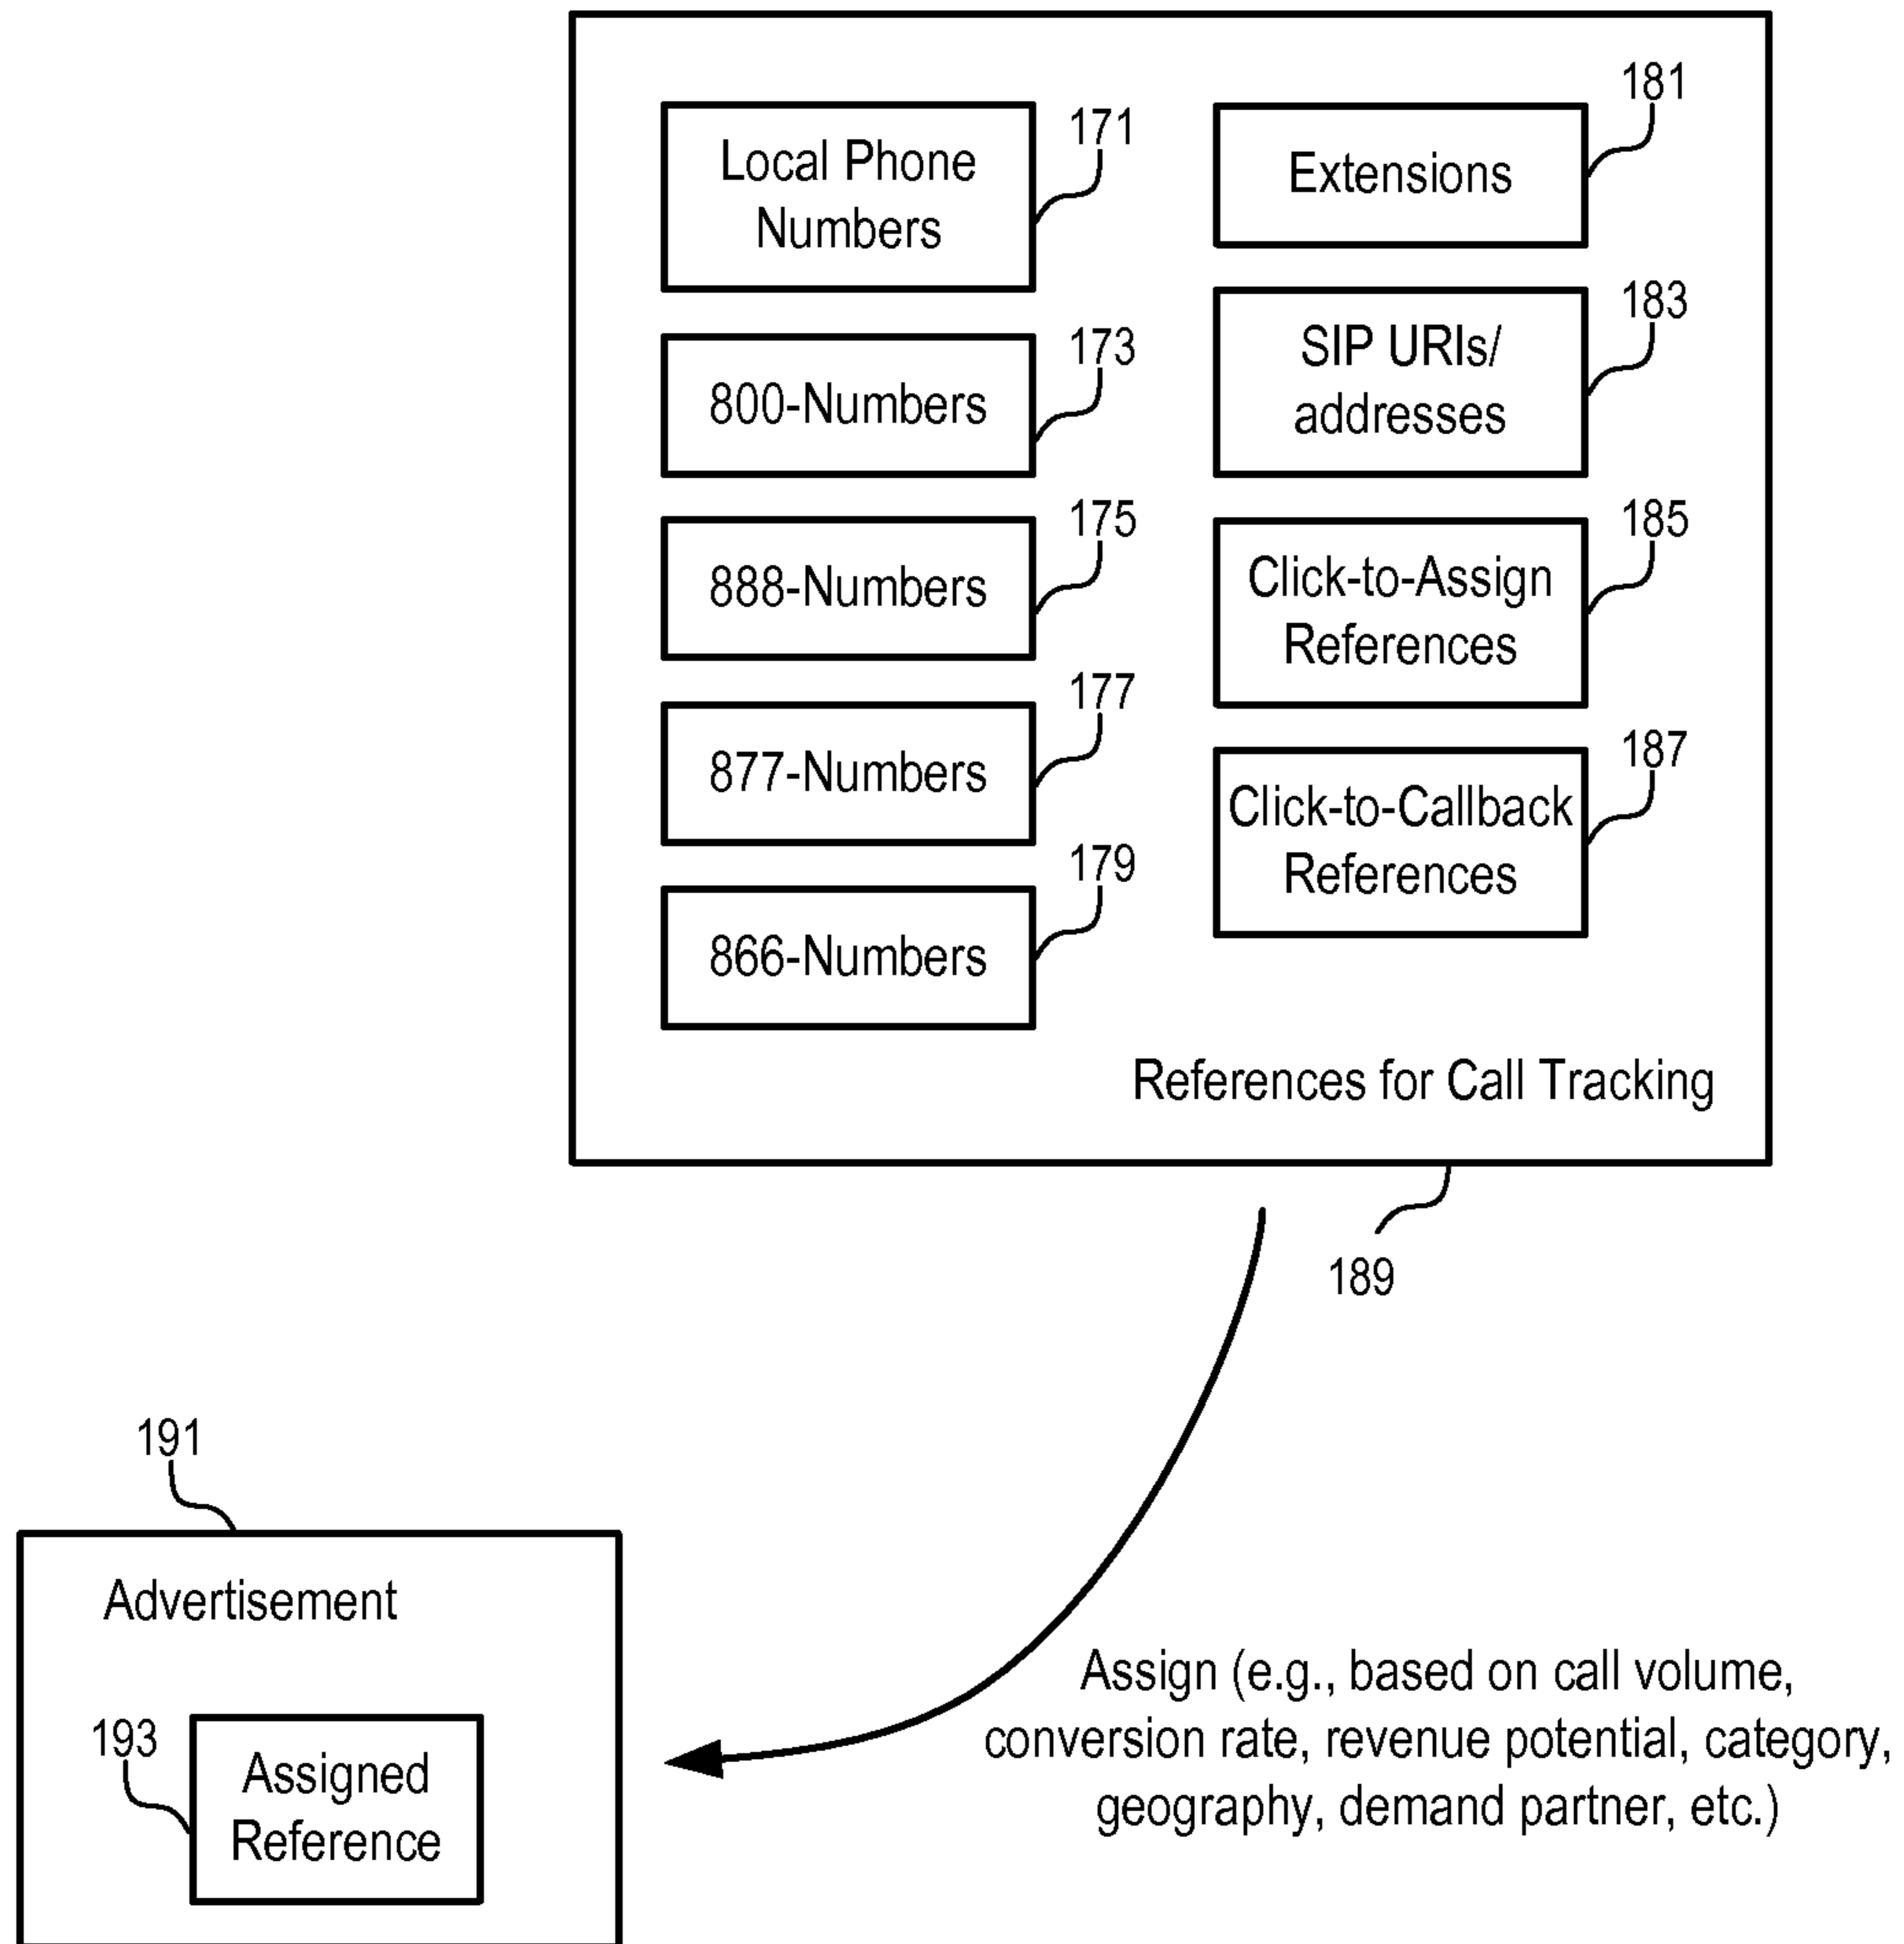 Local Phone
Numbers
171
800-Numbers
173
888-Numbers
175
877-Numbers
177
866-Numbers
179
Extensions
181
SIP URIs/
addresses
183
Click-to-Assign
References
185
Click-to-Callback
References
187
References for Call Tracking
189
191
Advertisement
193
Assigned
Reference
Assign (e.g., based on call volume,
conversion rate, revenue potential, category,
geography, demand partner, etc.)